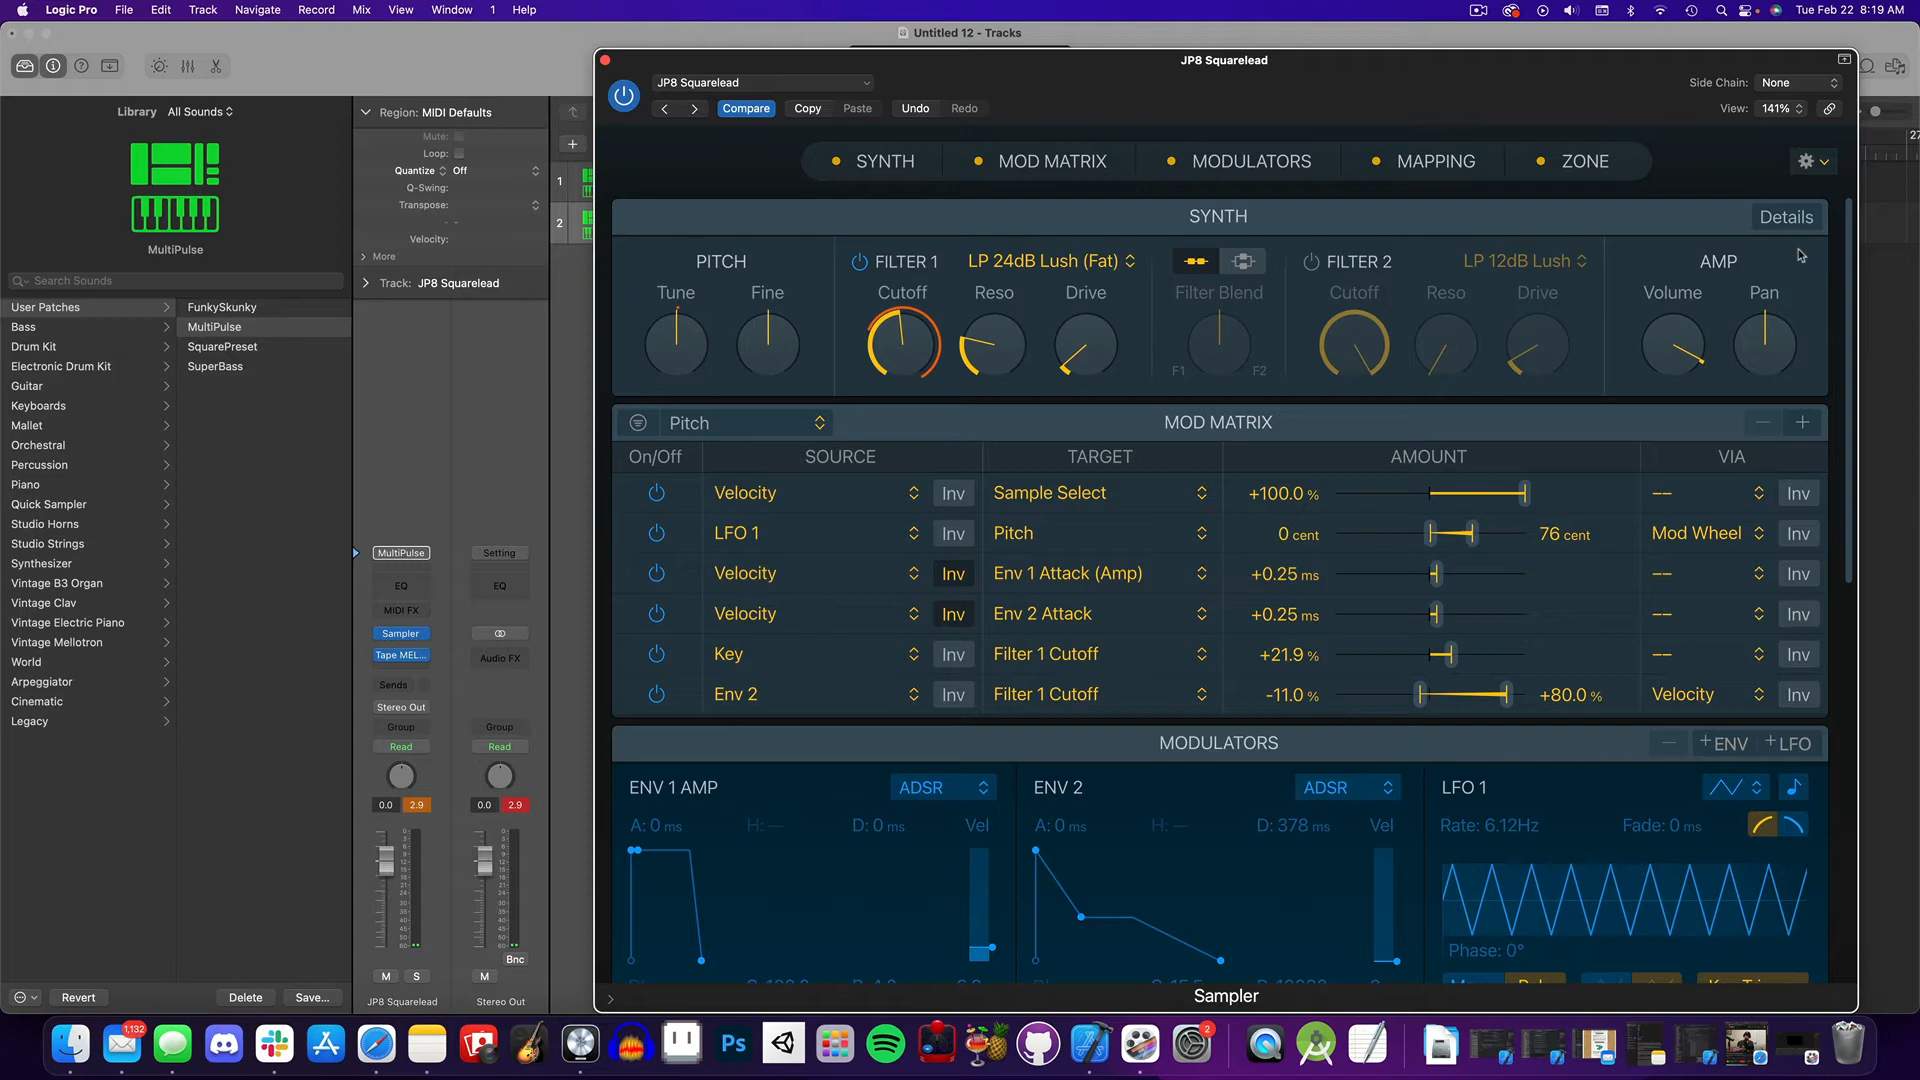 Logic Pro File Edit Track Navigate Record Mix View Window 1 Help
Tue Feb 22 8:19 AM
Untitled 12 - Tracks
JP8 Squarelead
JP8 Squarelead
Side Chain: None
Compare Copy Paste Undo Redo
View: 141%
Library All Sounds
MultiPulse
Search Sounds
User Patches
Bass
Drum Kit
Electronic Drum Kit
Guitar
Keyboards
Mallet
Orchestral
Percussion
Piano
Quick Sampler
Studio Horns
Studio Strings
Synthesizer
Vintage B3 Organ
Vintage Clav
Vintage Electric Piano
Vintage Mellotron
World
Arpeggiator
Cinematic
Legacy
FunkySkunky
MultiPulse
SquarePreset
SuperBass
Revert Delete Save...
Region: MIDI Defaults
Mute:
Loop:
Quantize Off
Q-Swing:
Transpose:
Velocity:
More
Track: JP8 Squarelead
1
2
27
MultiPulse Setting
EQ EQ
MIDI FX
Sampler
Tape MEL... Audio FX
Sends
Stereo Out
Group Group
Read Read
0.0 2.9 0.0 2.9
Bnc
M S M
JP8 Squarelead Stereo Out
SYNTH MOD MATRIX MODULATORS MAPPING ZONE
SYNTH Details
PITCH FILTER 1 LP 24dB Lush (Fat) FILTER 2 LP 12dB Lush AMP
Tune Fine Cutoff Reso Drive Filter Blend Cutoff Reso Drive Volume Pan
F1 F2
Pitch MOD MATRIX
On/Off SOURCE TARGET AMOUNT VIA
Velocity Inv Sample Select +100.0 % -- Inv
LFO 1 Inv Pitch 0 cent 76 cent Mod Wheel Inv
Velocity Inv Env 1 Attack (Amp) +0.25 ms -- Inv
Velocity Inv Env 2 Attack +0.25 ms -- Inv
Key Inv Filter 1 Cutoff +21.9 % -- Inv
Env 2 Inv Filter 1 Cutoff -11.0 % +80.0 % Velocity Inv
MODULATORS +ENV +LFO
ENV 1 AMP ADSR ENV 2 ADSR LFO 1
A: 0 ms H: — D: 0 ms Vel A: 0 ms H: — D: 378 ms Vel Rate: 6.12Hz Fade: 0 ms
Phase: 0°
Sampler
1,132
Ps
2